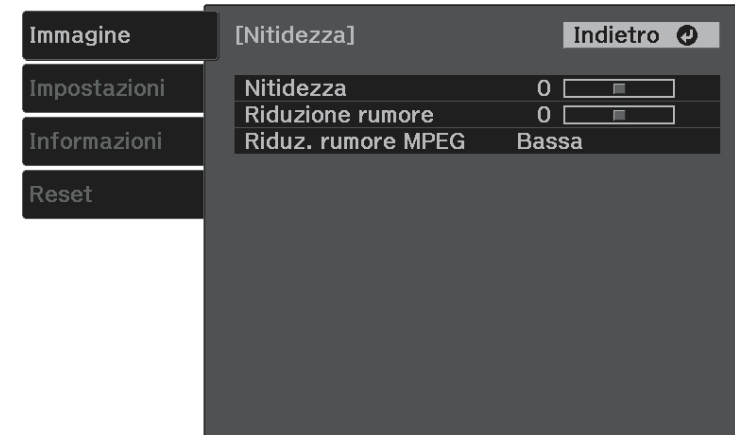 Immagine
[Nitidezza] Indietro
Impostazioni
Nitidezza 0
Riduzione rumore 0
Informazioni
Riduz. rumore MPEG Bassa
Reset